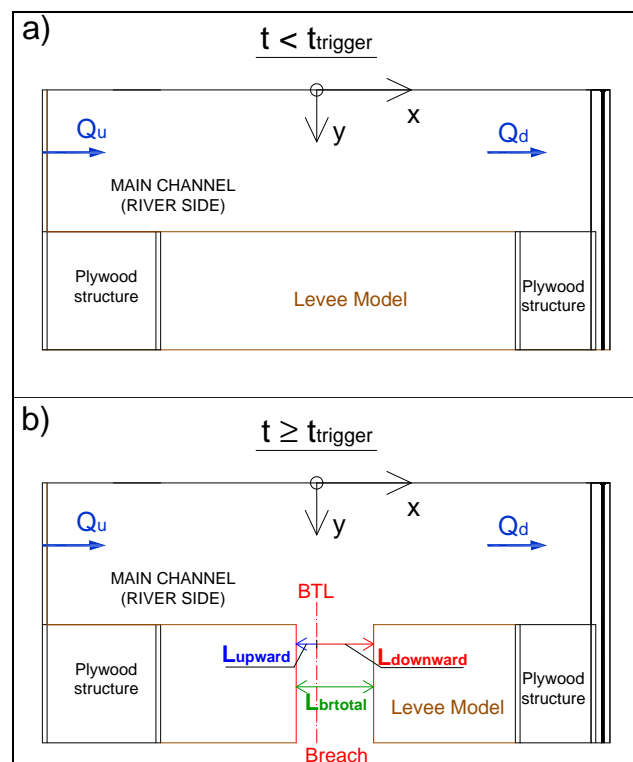 a)
t < ttrigger
x
y
Qu
Qd
MAIN CHANNEL
(RIVER SIDE)
Plywood
structure
Levee Model
Plywood
structure
b)
t ≥ ttrigger
x
y
Qu
Qd
MAIN CHANNEL
(RIVER SIDE)
BTL
Plywood
structure
Lupward
Ldownward
Lbrtotal
Levee Model
Plywood
structure
Breach